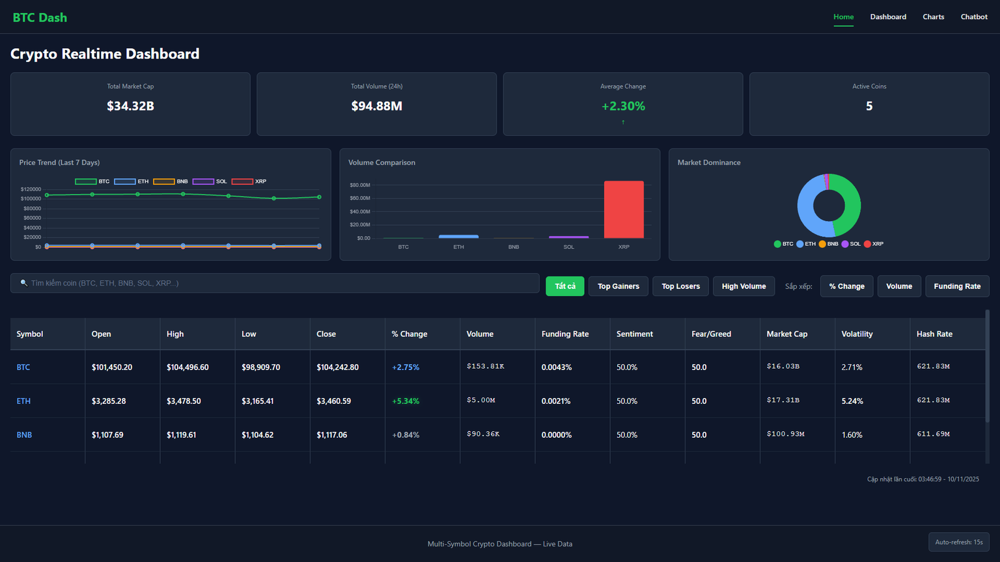 BTC Dash
Home Dashboard Charts Chatbot
Crypto Realtime Dashboard
Total Market Cap
$34.32B
Total Volume (24h)
$94.88M
Average Change
+2.30%
↑
Active Coins
5
Price Trend (Last 7 Days)
BTC ETH BNB SOL XRP
$120000
$100000
$80000
$60000
$40000
$20000
$0
Volume Comparison
$80.00M
$60.00M
$40.00M
$20.00M
$0.00
BTC ETH BNB SOL XRP
Market Dominance
BTC ETH BNB SOL XRP
🔍 Tìm kiếm coin (BTC, ETH, BNB, SOL, XRP...)
Tất cả Top Gainers Top Losers High Volume Sắp xếp: % Change Volume Funding Rate
Symbol Open High Low Close % Change Volume Funding Rate Sentiment Fear/Greed Market Cap Volatility Hash Rate
BTC $101,450.20 $104,496.60 $98,909.70 $104,242.80 +2.75% $153.81K 0.0043% 50.0% 50.0 $16.03B 2.71% 621.83M
ETH $3,285.28 $3,478.50 $3,165.41 $3,460.59 +5.34% $5.00M 0.0021% 50.0% 50.0 $17.31B 5.24% 621.83M
BNB $1,107.69 $1,119.61 $1,104.62 $1,117.06 +0.84% $90.36K 0.0000% 50.0% 50.0 $100.93M 1.60% 611.69M
Cập nhật lần cuối: 03:46:59 - 10/11/2025
Multi-Symbol Crypto Dashboard — Live Data
Auto-refresh: 15s